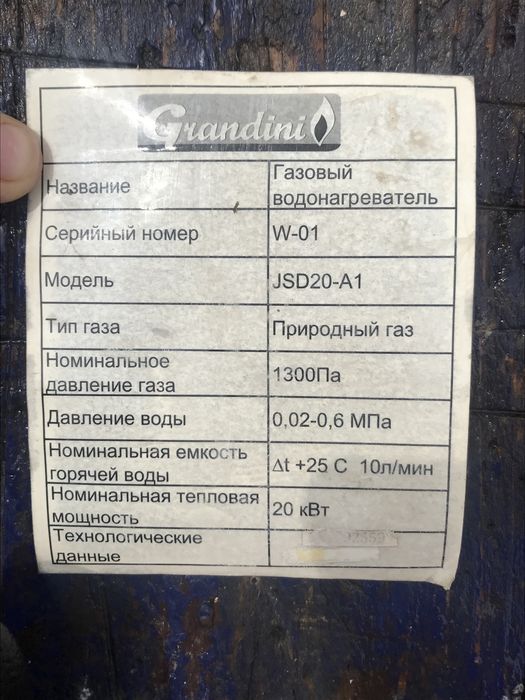 Grandini
Название
Газовый
водонагреватель
Серийный номер
W-01
Модель
JSD20-A1
Тип газа
Природный газ
Номинальное
давление газа
1300Па
Давление воды
0,02-0,6 МПа
Номинальная емкость
горячей воды
Δt +25 С 10л/мин
Номинальная тепловая
мощность
20 кВт
Технологические
данные